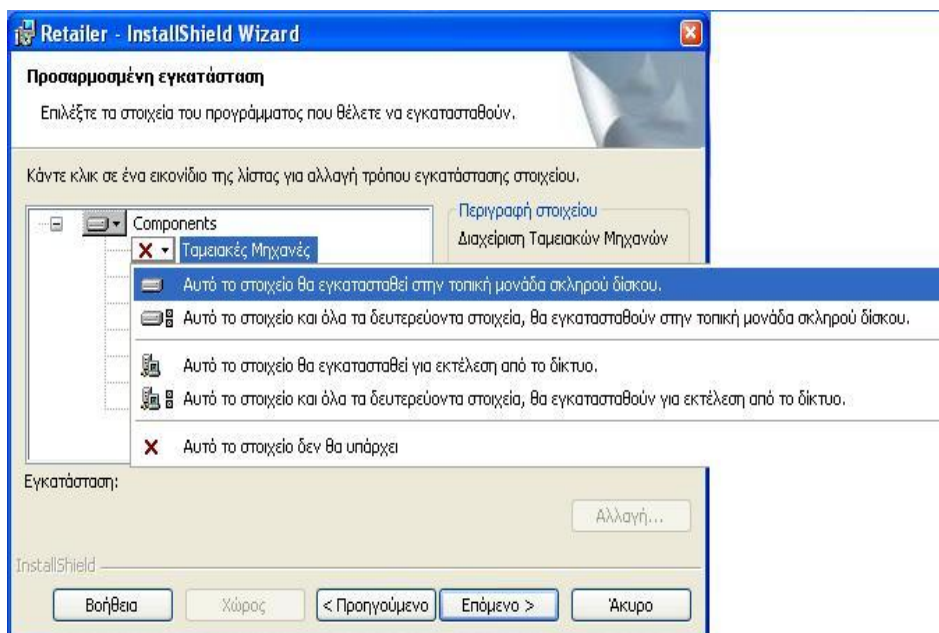 Retailer - InstallShield Wizard
Προσαρμοσμένη εγκατάσταση
Επιλέξτε τα στοιχεία του προγράμματος που θέλετε να εγκατασταθούν.
Κάντε κλικ σε ένα εικονίδιο της λίστας για αλλαγή τρόπου εγκατάστασης στοιχείου.
Components
Ταμειακές Μηχανές
Περιγραφή στοιχείου
Διαχείριση Ταμειακών Μηχανών
Αυτό το στοιχείο θα εγκατασταθεί στην τοπική μονάδα σκληρού δίσκου.
Αυτό το στοιχείο και όλα τα δευτερεύοντα στοιχεία, θα εγκατασταθούν στην τοπική μονάδα σκληρού δίσκου.
Αυτό το στοιχείο θα εγκατασταθεί για εκτέλεση από το δίκτυο.
Αυτό το στοιχείο και όλα τα δευτερεύοντα στοιχεία, θα εγκατασταθούν για εκτέλεση από το δίκτυο.
Αυτό το στοιχείο δεν θα υπάρχει
Εγκατάσταση:
Αλλαγή...
InstallShield
Βοήθεια Χώρος < Προηγούμενο Επόμενο > Άκυρο